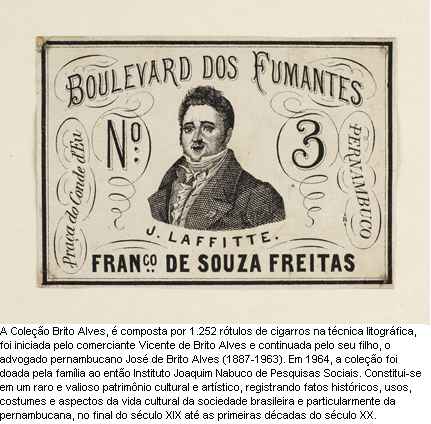 BOULEVARD DOS FUMANTES
Nº: 3
Praça do Conde d'Eu
PERNAMBUCO
J. LAFFITTE.
FRANCO. DE SOUZA FREITAS
A Coleção Brito Alves, é composta por 1.252 rótulos de cigarros na técnica litográfica,
foi iniciada pelo comerciante Vicente de Brito Alves e continuada pelo seu filho, o
advogado pernambucano José de Brito Alves (1887-1963). Em 1964, a coleção foi
doada pela família ao então Instituto Joaquim Nabuco de Pesquisas Sociais. Constitui-se
em um raro e valioso patrimônio cultural e artístico, registrando fatos históricos, usos,
costumes e aspectos da vida cultural da sociedade brasileira e particularmente da
pernambucana, no final do século XIX até as primeiras décadas do século XX.